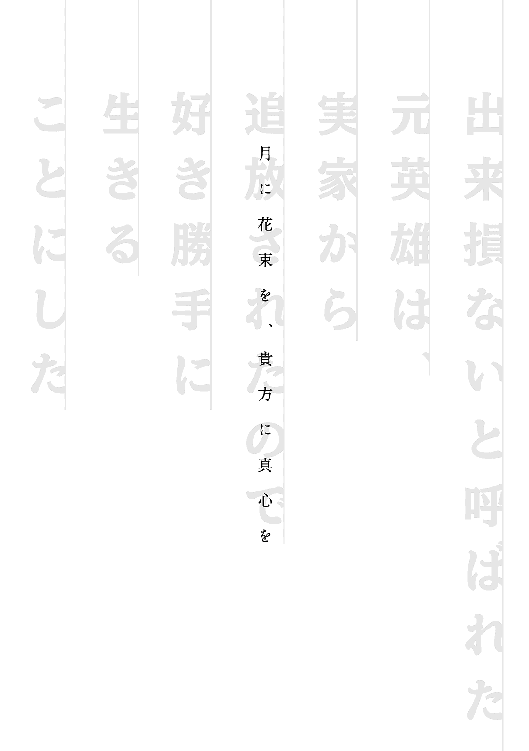 出来損ないと呼ばれた
元英雄は、
実家から
追放されたので
好き勝手に
生きる
ことにした
月に花束を、貴方に真心を